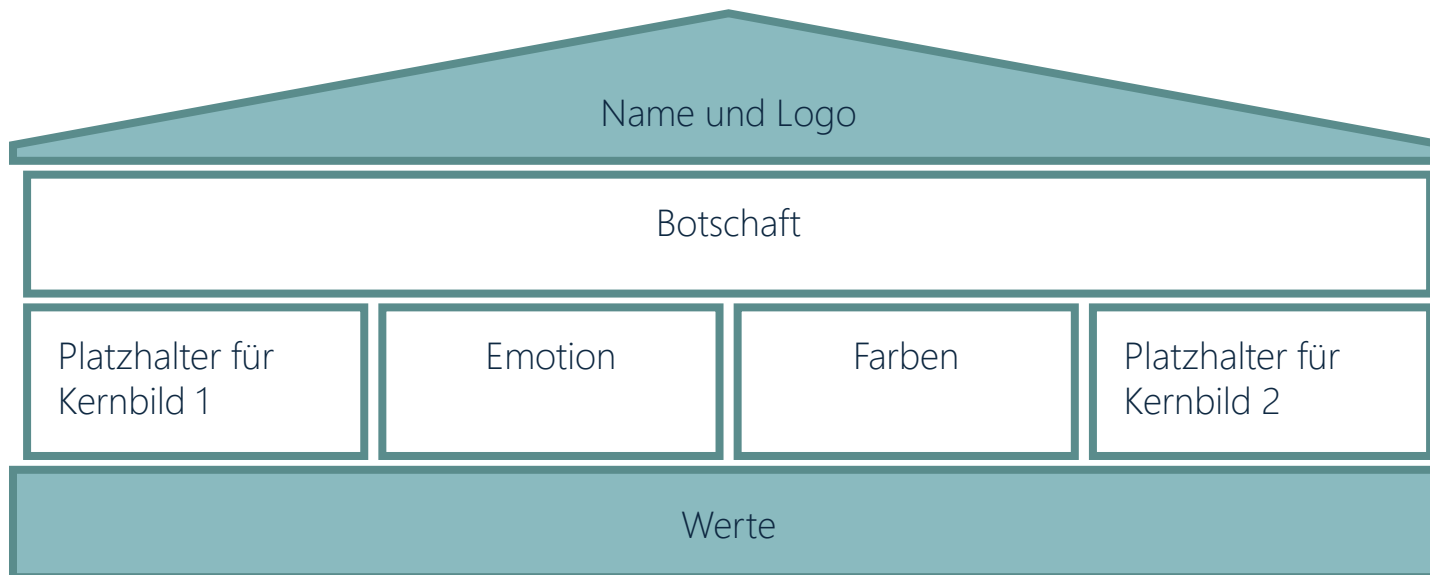 Name und Logo
Botschaft
Platzhalter für
Kernbild 1
Emotion
Farben
Platzhalter für
Kernbild 2
Werte